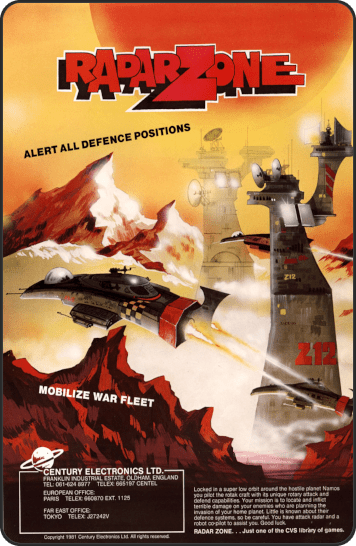 RADAR ZONE
ALERT ALL DEFENCE POSITIONS
Z12
Z12
MOBILIZE WAR FLEET
CENTURY ELECTRONICS LTD.
FRANKLIN INDUSTRIAL ESTATE, OLDHAM, ENGLAND
TEL: 061-624 8977 TELEX 665197 CENTEL
EUROPEAN OFFICE:
PARIS TELEX: 660870 EXT. 1125
FAR EAST OFFICE:
TOKYO TELEX J27242V
Copyright 1981 Century Electronics Ltd. All rights reserved.
Locked in a super low orbit around the hostile planet Namos
you pilot the rotak craft with its unique rotary attack and
defend capabilities. Your mission is to locate and inflict
terrible damage on your enemies who are planning the
invasion of your home planet. Little is known about their
defence systems, so be careful. You have attack radar and a
robot co-pilot to assist you. Good luck.
RADAR ZONE. . . Just one of the CVS library of games.